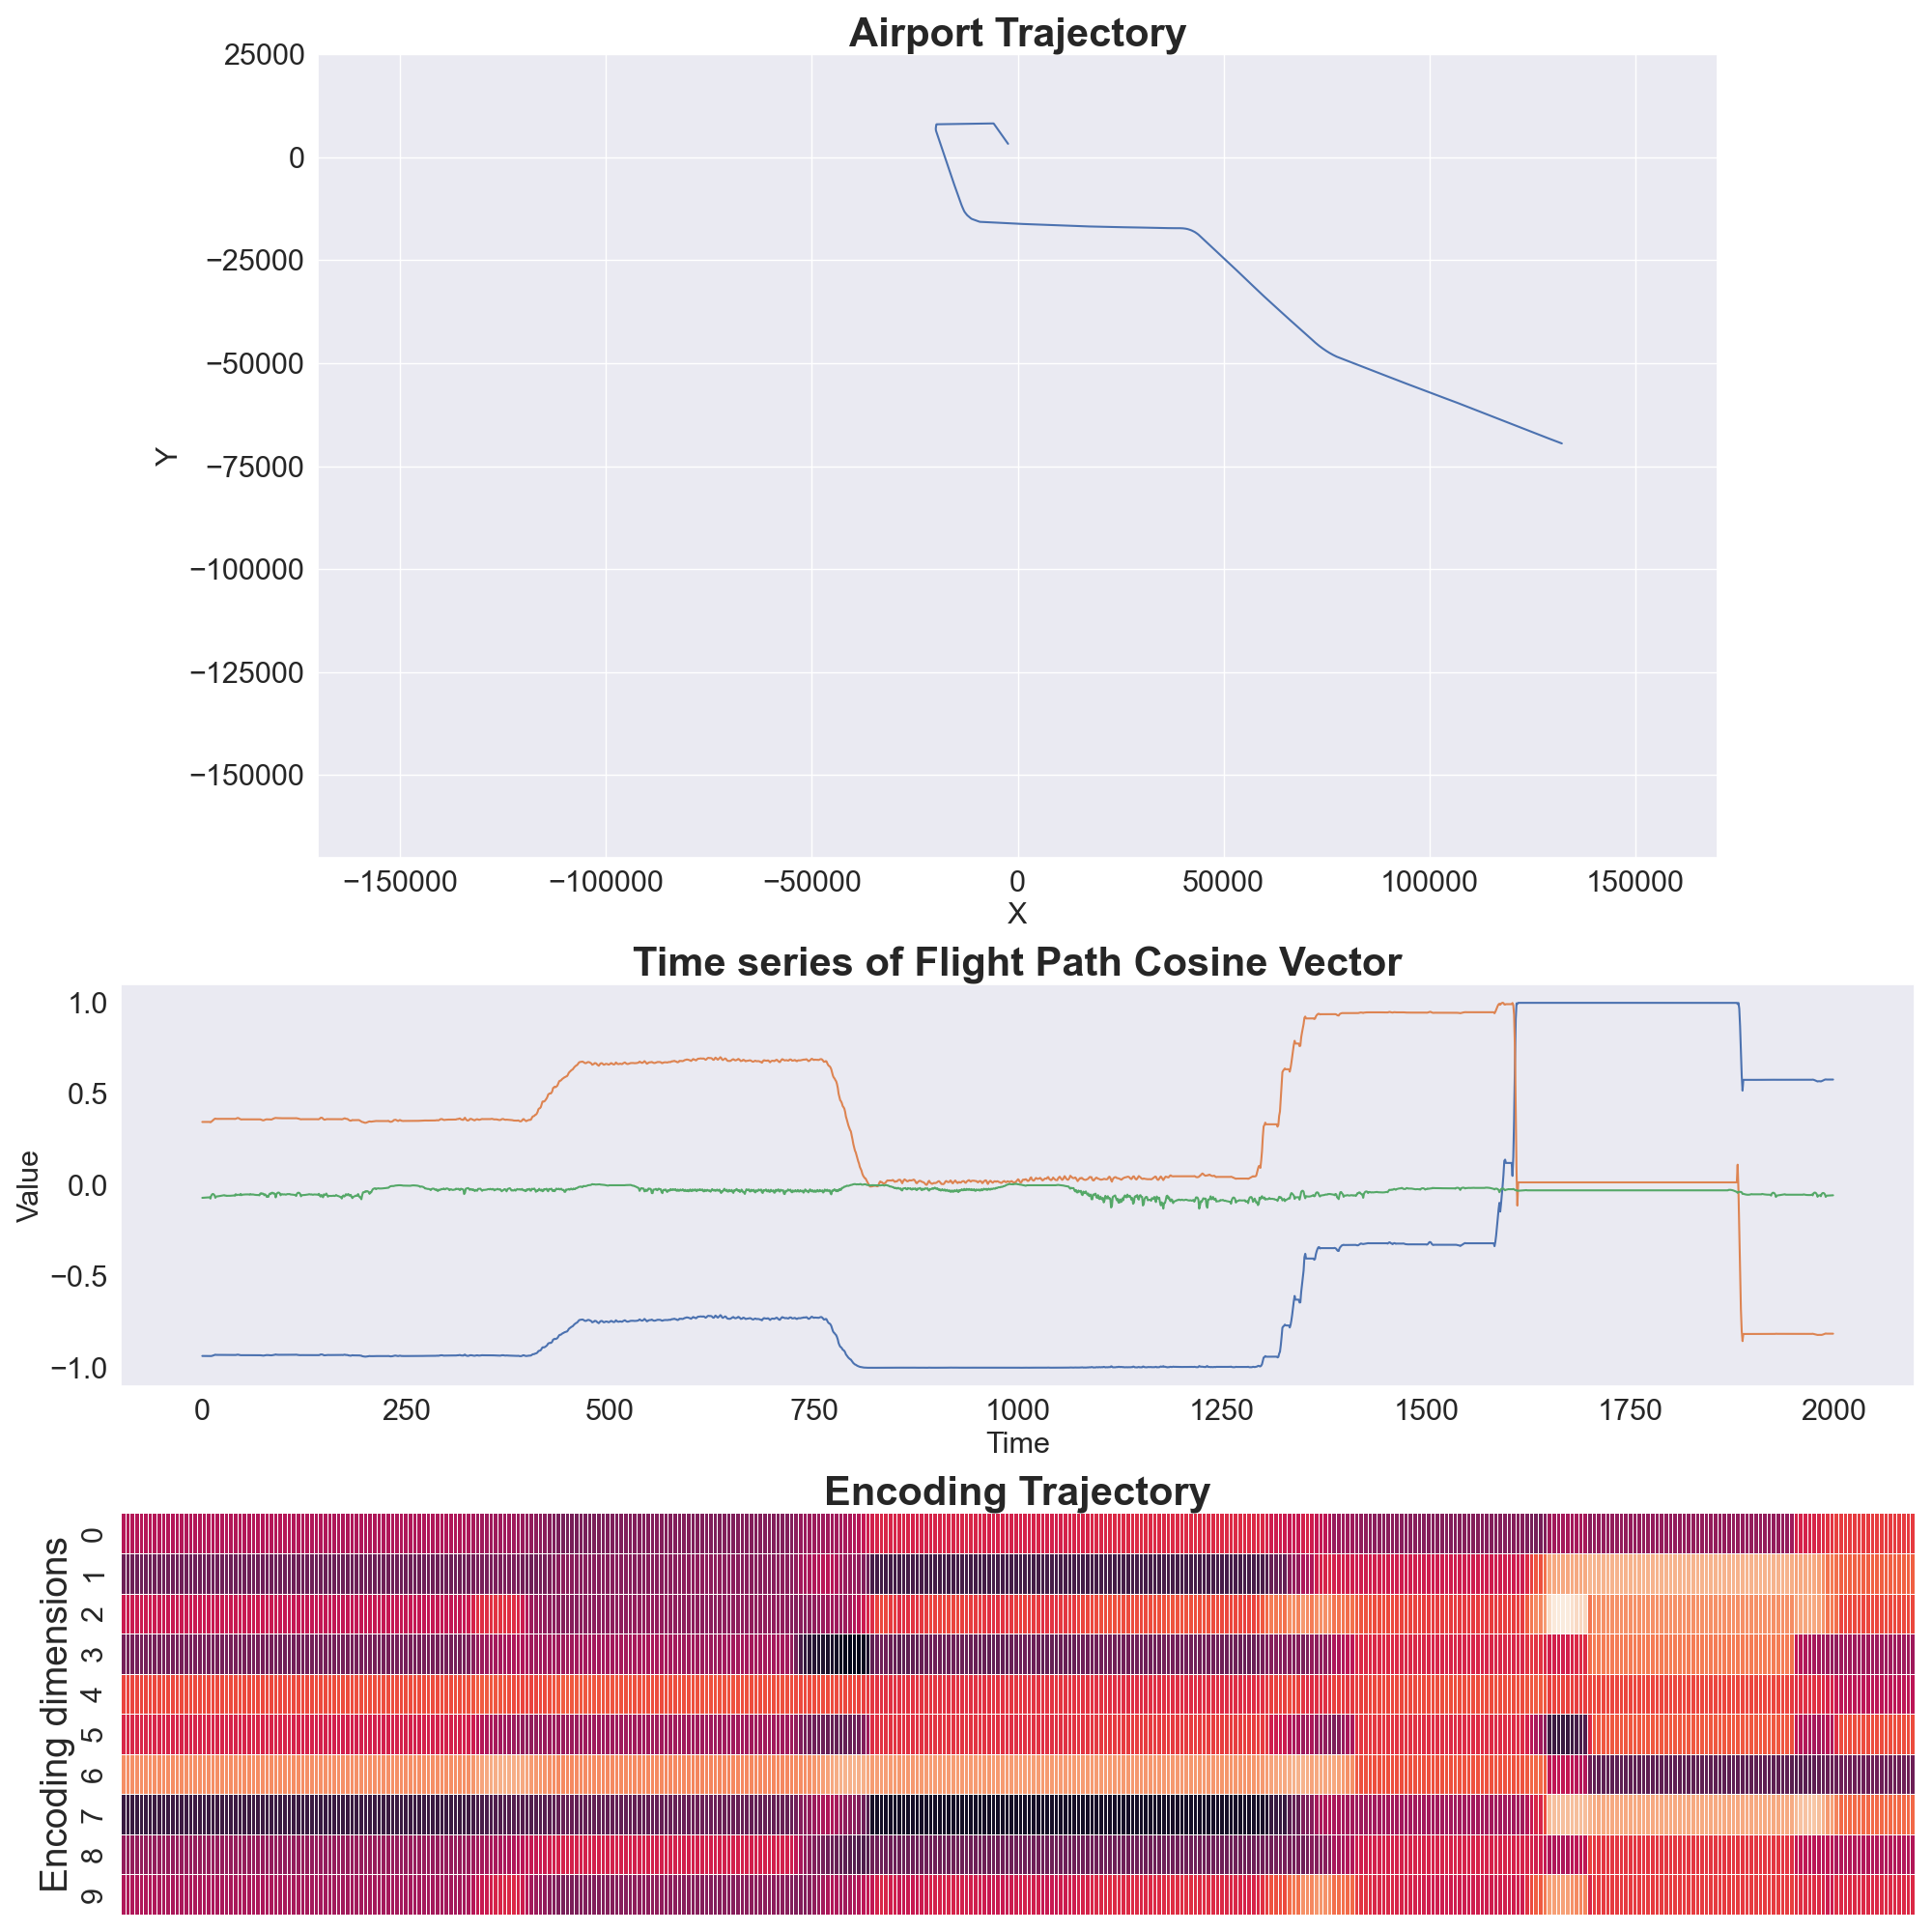 Airport Trajectory
25000
0
−25000
−50000
−75000
−100000
−125000
−150000
Y
−150000 −100000 −50000 0 50000 100000 150000
X
Time series of Flight Path Cosine Vector
1.0
0.5
0.0
−0.5
−1.0
Value
0 250 500 750 1000 1250 1500 1750 2000
Time
Encoding Trajectory
Encoding dimensions
0
1
2
3
4
5
6
7
8
9